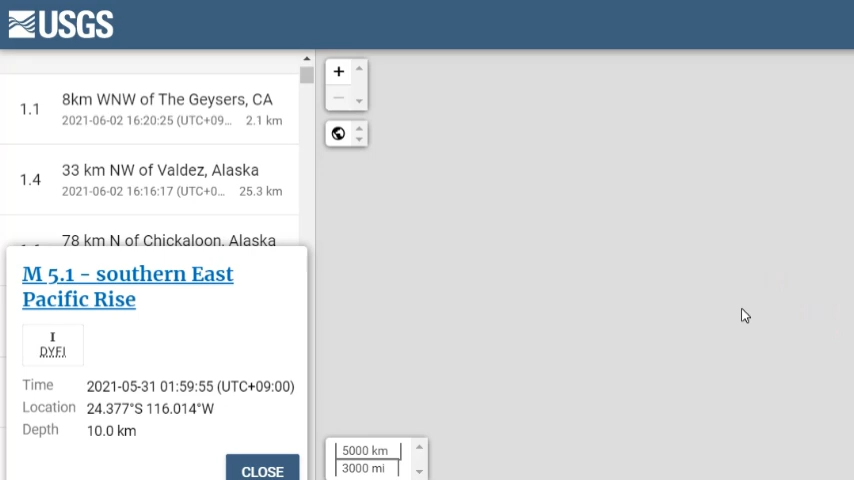 USGS
1.1
8km WNW of The Geysers, CA
2021-06-02 16:20:25 (UTC+09... 2.1 km
1.4
33 km NW of Valdez, Alaska
2021-06-02 16:16:17 (UTC+0... 25.3 km
78 km N of Chickaloon, Alaska
M 5.1 - southern East
Pacific Rise
I
DYFI
Time 2021-05-31 01:59:55 (UTC+09:00)
Location 24.377°S 116.014°W
Depth 10.0 km
CLOSE
+
−
5000 km
3000 mi